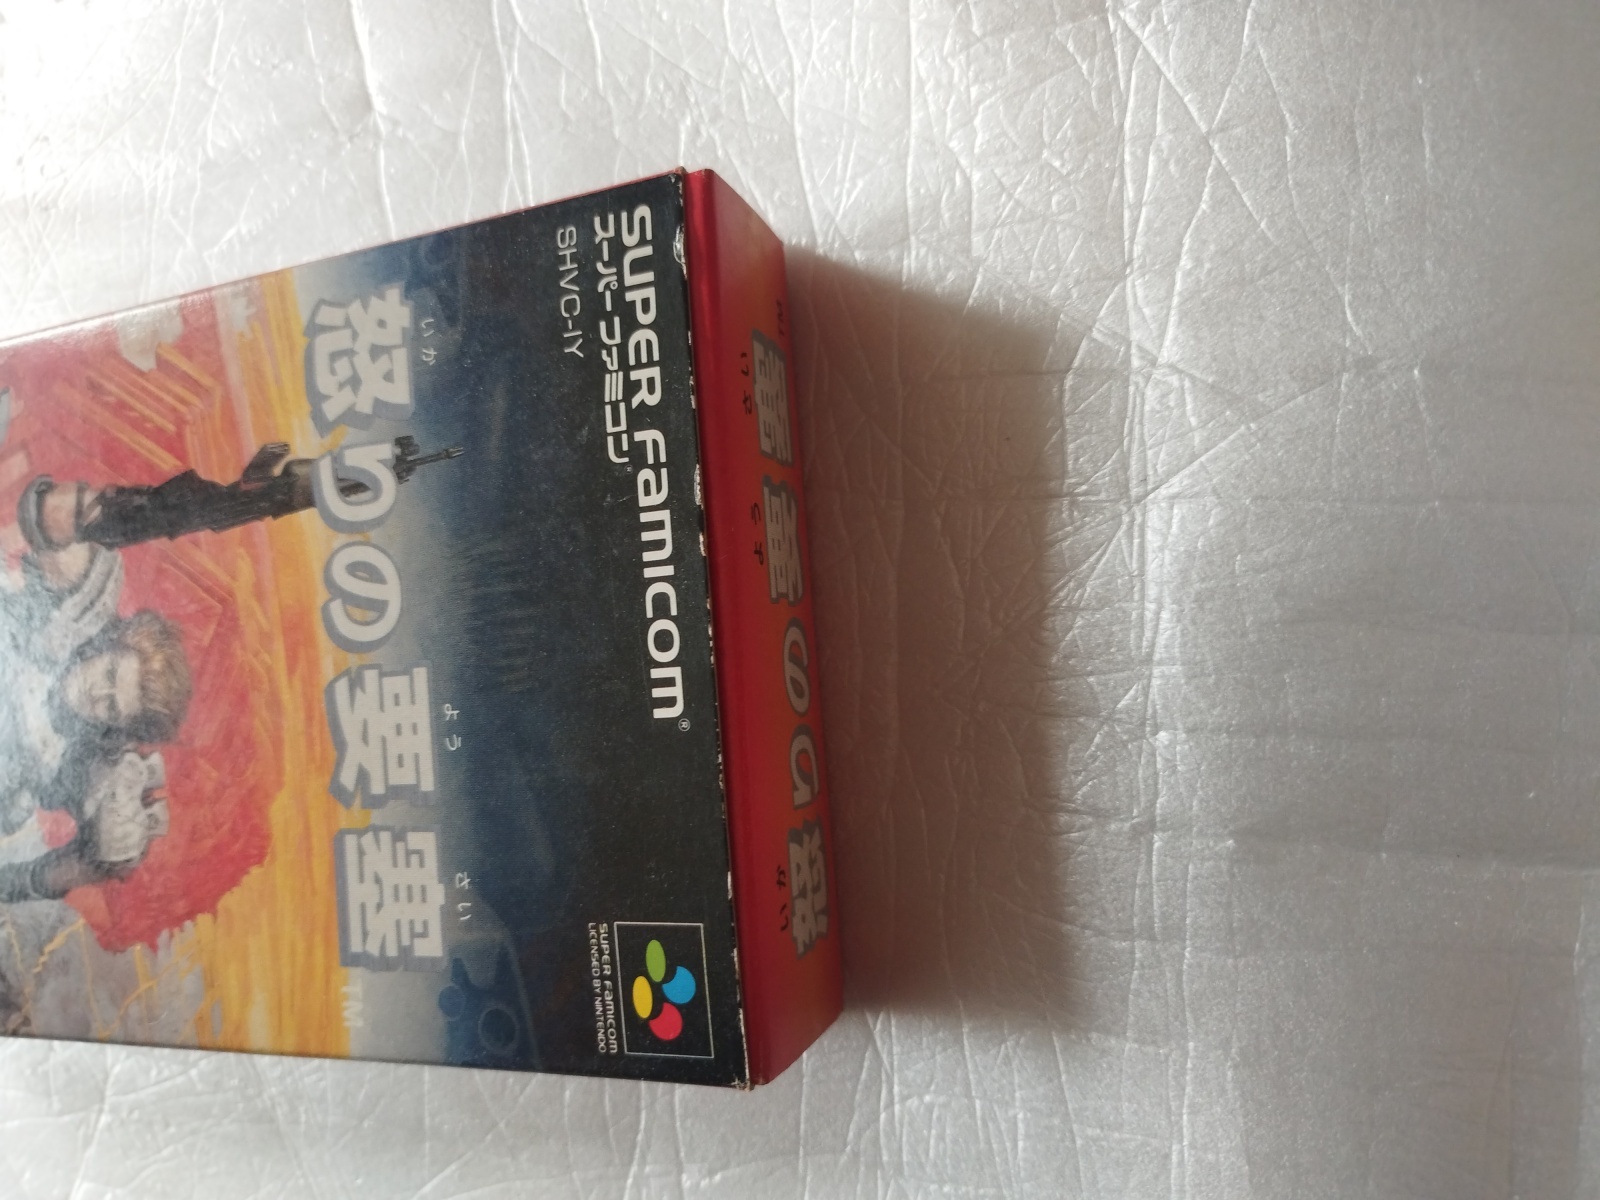 SUPER FAMICOM®
スーパーファミコン®
SHVC-IY
いか よう さい
怒りの要塞
TM
SUPER FAMICOM
LICENSED BY NINTENDO
いか よう さい
怒りの要塞
TM